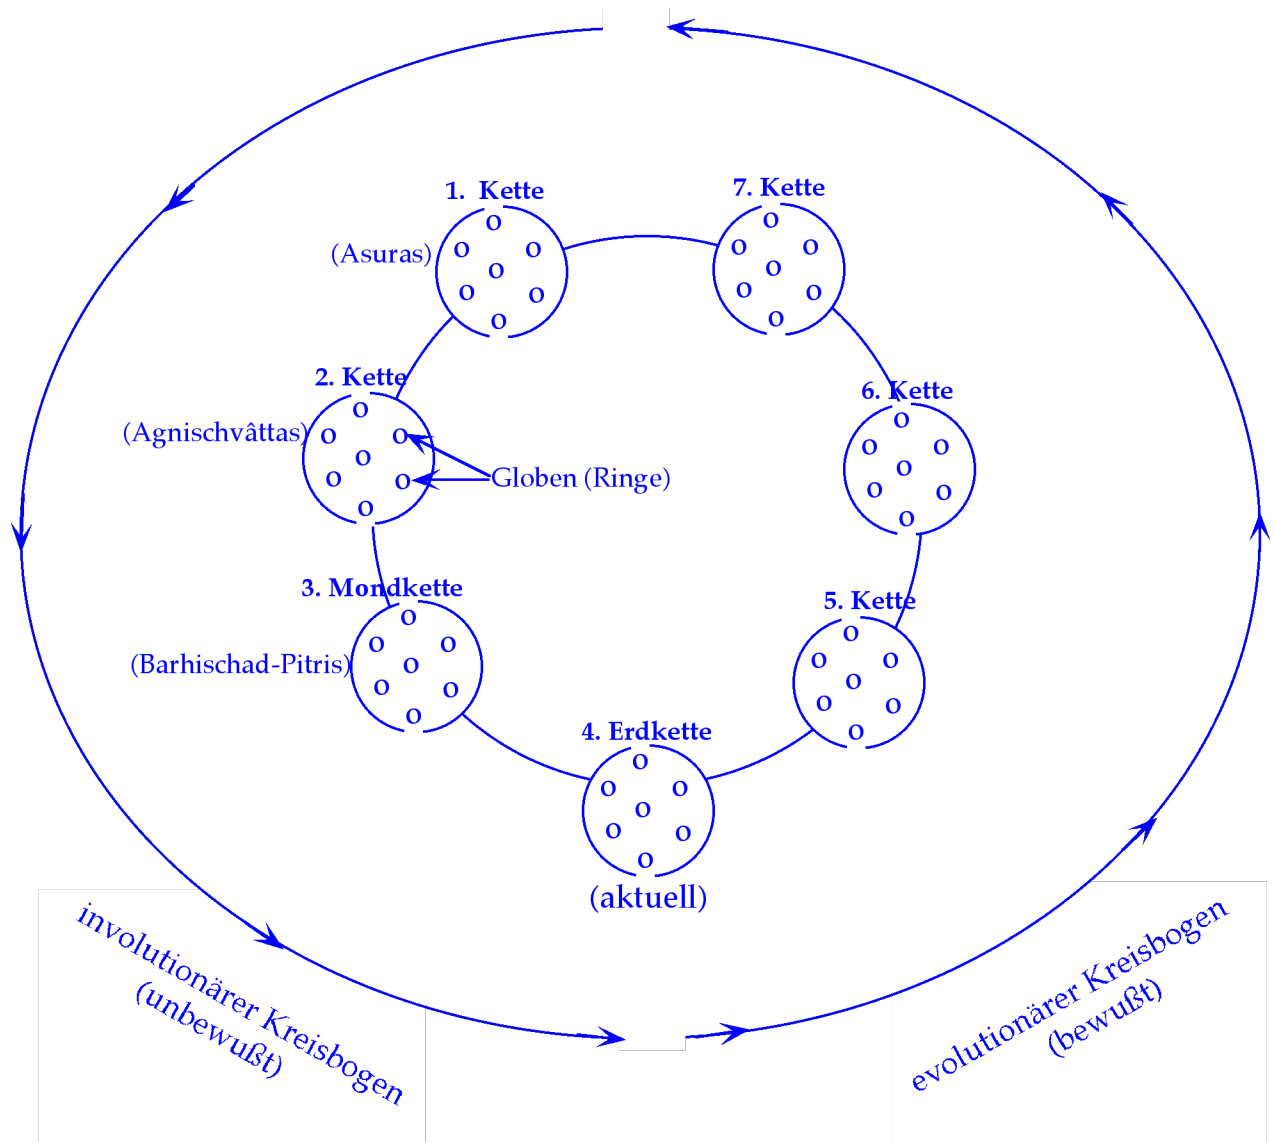 1. Kette
7. Kette
(Asuras)
2. Kette
6. Kette
(Agnischvâttas)
Globen (Ringe)
3. Mondkette
5. Kette
(Barhischad-Pitris)
4. Erdkette
(aktuell)
involutionärer Kreisbogen
(unbewußt)
evolutionärer Kreisbogen
(bewußt)